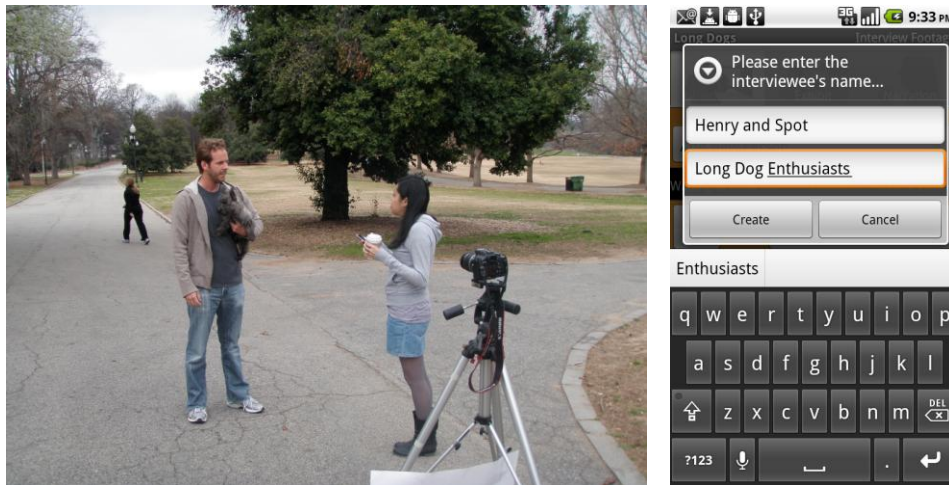 3G 9:33 PM
Long Dogs Interview Footage
Please enter the
interviewee's name...
Henry and Spot
Long Dog Enthusiasts
Create Cancel
Enthusiasts
q w e r t y u i o p
a s d f g h j k l
z x c v b n m DEL
?123 .